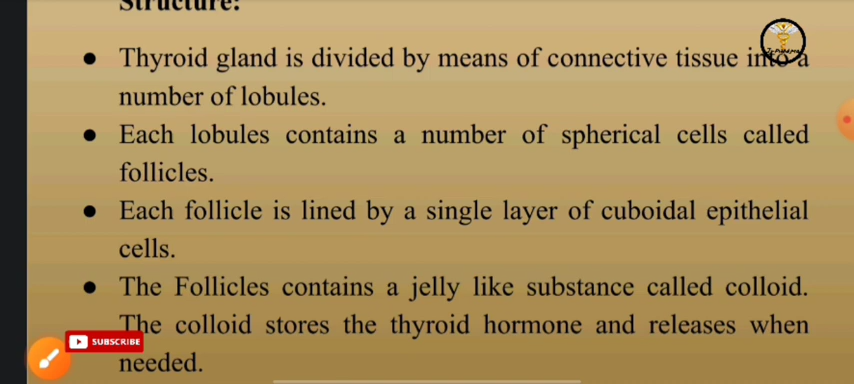 Structure:
● Thyroid gland is divided by means of connective tissue into a
number of lobules.
● Each lobules contains a number of spherical cells called
follicles.
● Each follicle is lined by a single layer of cuboidal epithelial
cells.
● The Follicles contains a jelly like substance called colloid.
The colloid stores the thyroid hormone and releases when
SUBSCRIBE
needed.